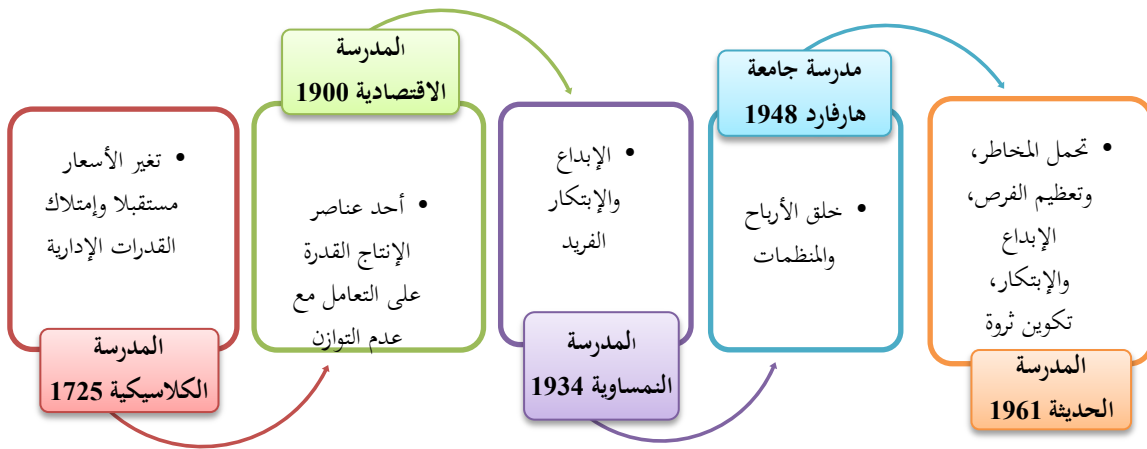 • تغير الأسعار
مستقبلا وإمتلاك
القدرات الإدارية
المدرسة
الكلاسيكية 1725
المدرسة
الاقتصادية 1900
• أحد عناصر
الإنتاج القدرة
على التعامل مع
عدم التوازن
• الإبداع
والإبتكار
الفريد
المدرسة
النمساوية 1934
مدرسة جامعة
هارفارد 1948
• خلق الأرباح
والمنظمات
• تحمل المخاطر،
وتعظيم الفرص،
الإبداع
والإبتكار،
تكوين ثروة
المدرسة
الحديثة 1961